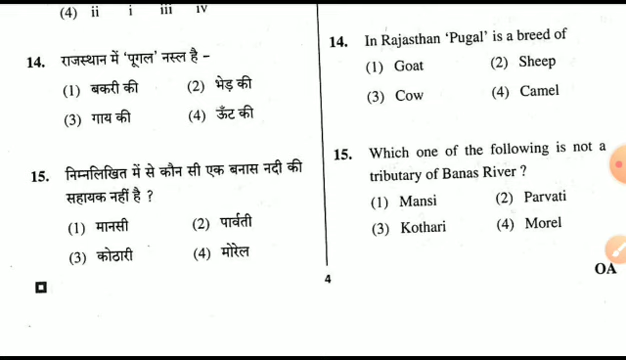 (4) ii i iii iv
14. राजस्थान में ‘पूगल’ नस्ल है –
(1) बकरी की (2) भेड़ की
(3) गाय की (4) ऊँट की
15. निम्नलिखित में से कौन सी एक बनास नदी की
सहायक नहीं है ?
(1) मानसी (2) पार्वती
(3) कोठारी (4) मोरेल
14. In Rajasthan ‘Pugal’ is a breed of
(1) Goat (2) Sheep
(3) Cow (4) Camel
15. Which one of the following is not a
tributary of Banas River ?
(1) Mansi (2) Parvati
(3) Kothari (4) Morel
4
OA